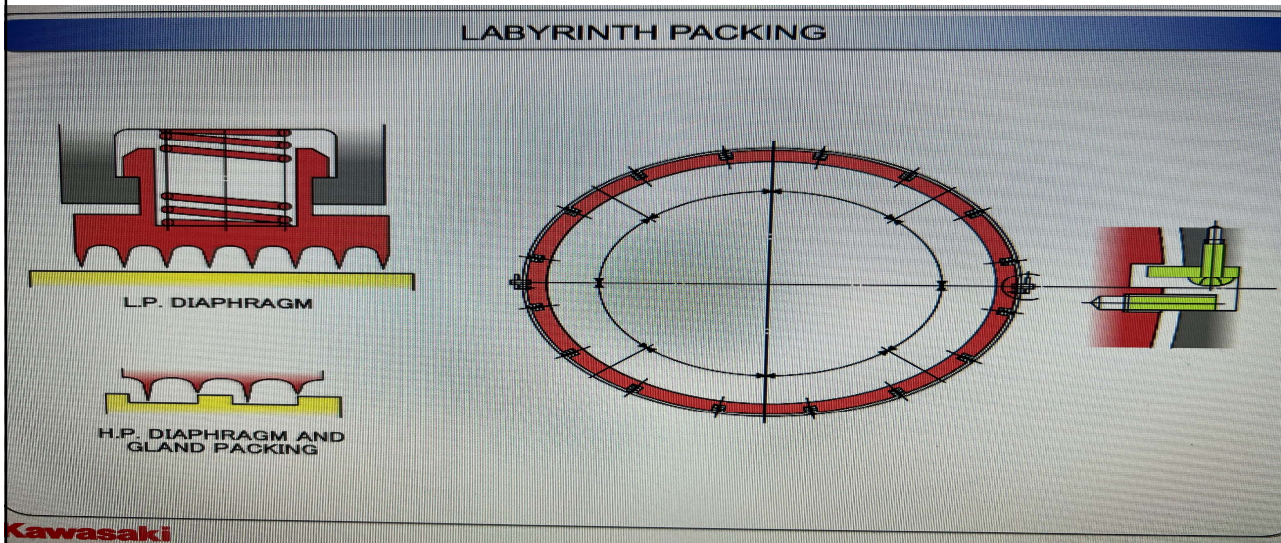 LABYRINTH PACKING
L.P. DIAPHRAGM
H.P. DIAPHRAGM AND
GLAND PACKING
Kawasaki